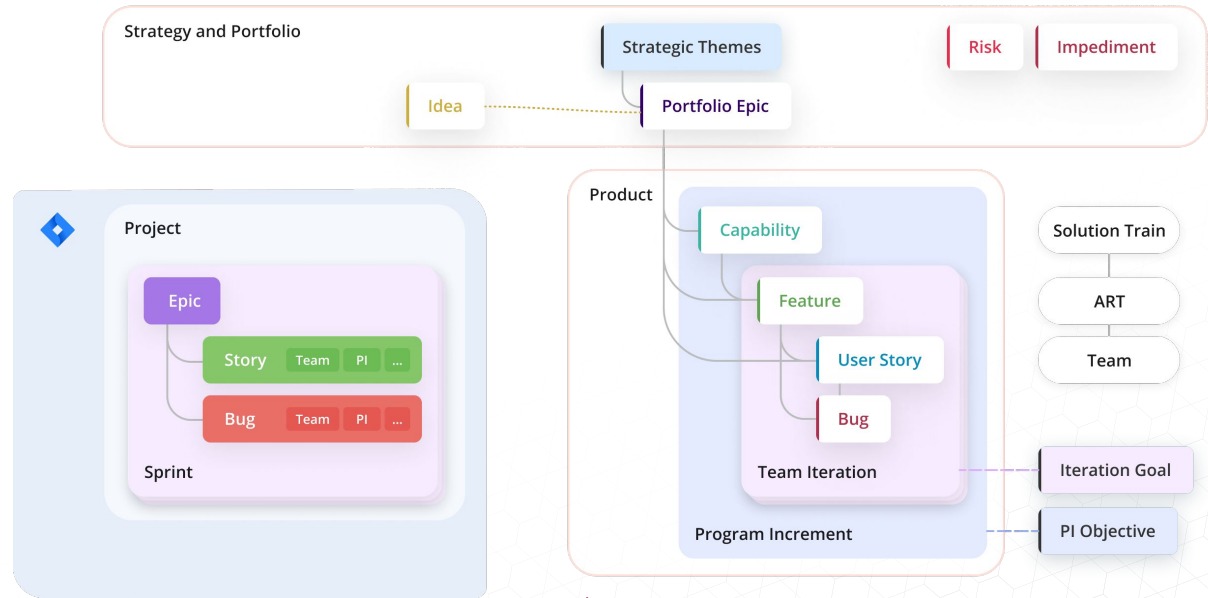 Strategy and Portfolio
Strategic Themes
Risk
Impediment
Idea
Portfolio Epic
Project
Epic
Story Team PI ...
Bug Team PI ...
Sprint
Product
Capability
Feature
User Story
Bug
Team Iteration
Program Increment
Solution Train
ART
Team
Iteration Goal
PI Objective